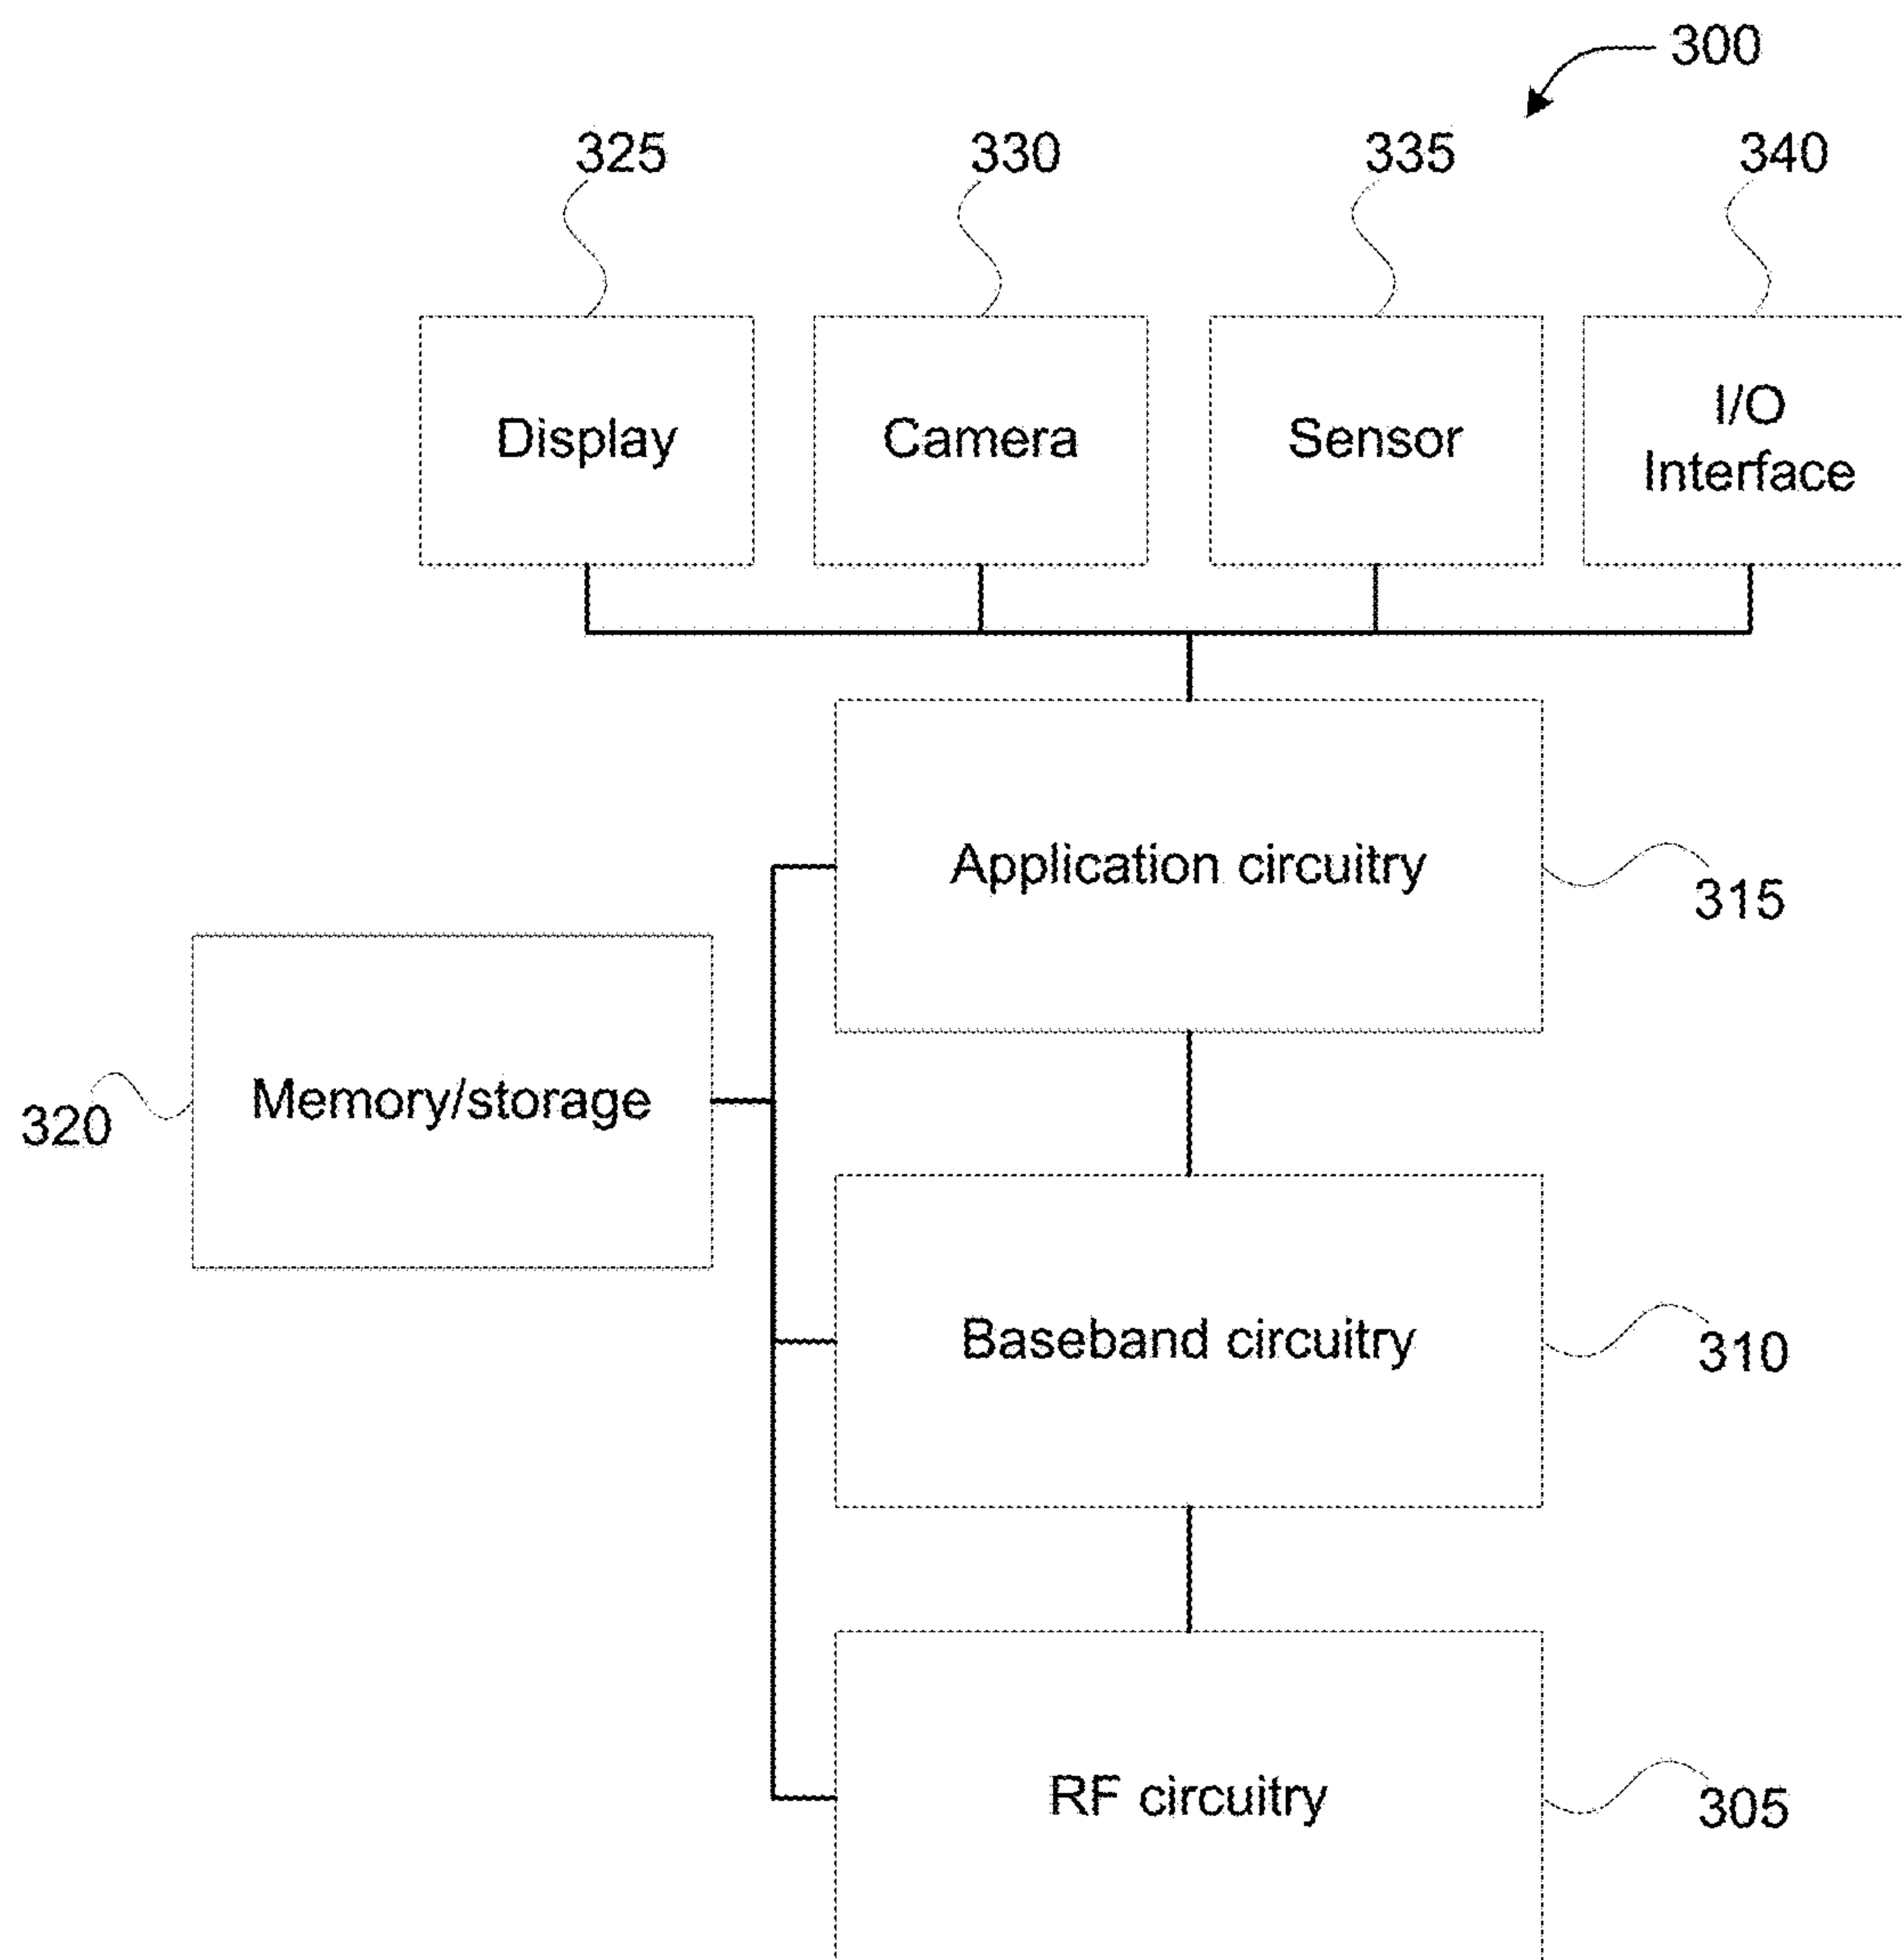 300
325
330
335
340
Display
Camera
Sensor
I/O
Interface
Application circuitry
315
Memory/storage
320
Baseband circuitry
310
RF circuitry
305